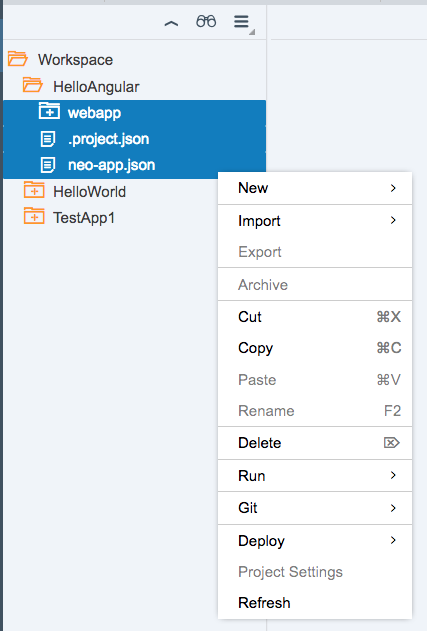 Workspace
HelloAngular
webapp
.project.json
neo-app.json
HelloWorld
TestApp1
New
Import
Export
Archive
Cut ⌘X
Copy ⌘C
Paste ⌘V
Rename F2
Delete ⌦
Run
Git
Deploy
Project Settings
Refresh